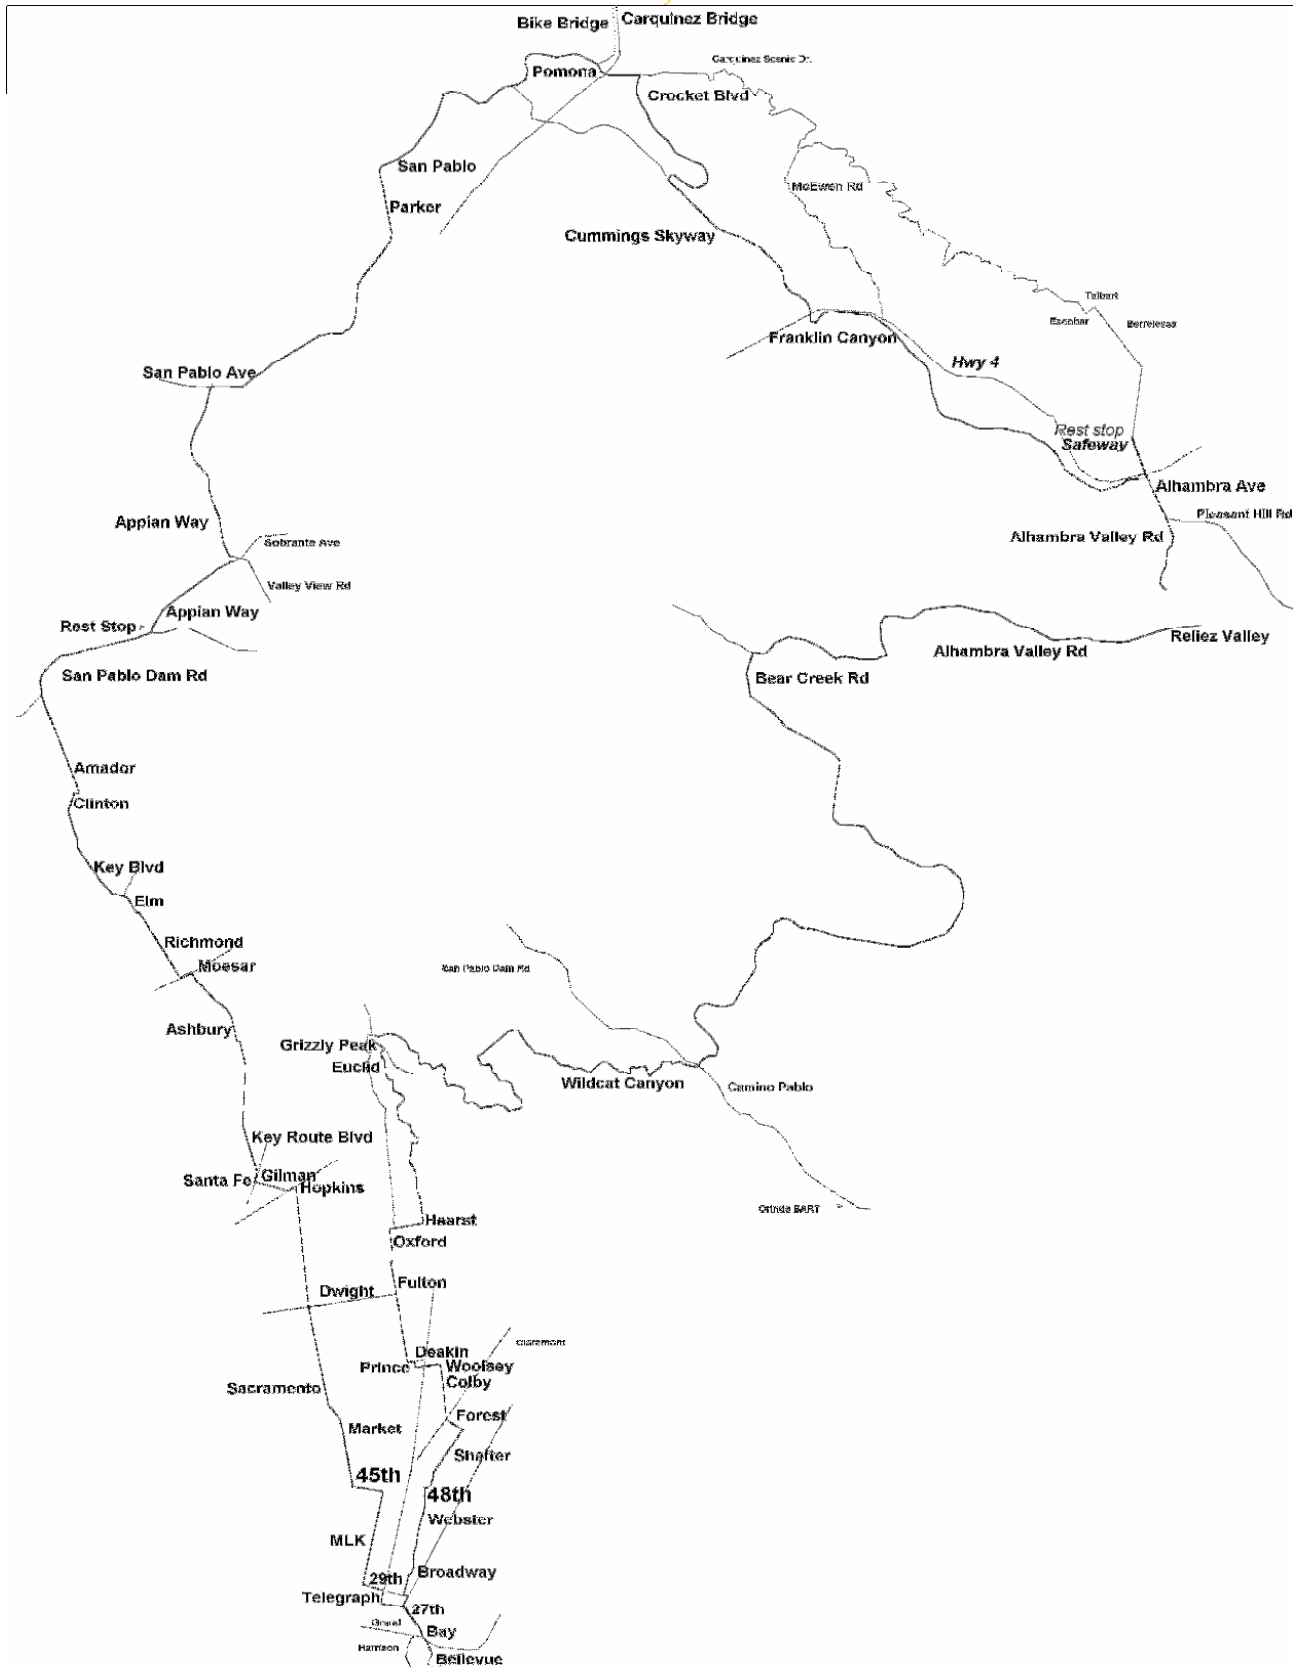 Bike Bridge
Carquinez Bridge
Carquinez Scenic Dr.
Pomona
Crocket Blvd
San Pablo
McEwen Rd
Parker
Cummings Skyway
Talbart
Escobar
Berrelesas
Franklin Canyon
Hwy 4
San Pablo Ave
Rest stop
Safeway
Alhambra Ave
Pleasant Hill Rd
Appian Way
Alhambra Valley Rd
Sobrante Ave
Valley View Rd
Appian Way
Rest Stop
Reliez Valley
Alhambra Valley Rd
San Pablo Dam Rd
Bear Creek Rd
Amador
Clinton
Key Blvd
Elm
Richmond
Moesar
San Pablo Dam Rd
Ashbury
Grizzly Peak
Euclid
Wildcat Canyon
Camino Pablo
Key Route Blvd
Santa Fe
Gilman
Hopkins
Orinda BART
Hearst
Oxford
Fulton
Dwight
Claremont
Deakin
Prince
Woolsey
Colby
Sacramento
Forest
Market
Shafter
45th
48th
Webster
MLK
Broadway
29th
Telegraph
27th
Grand
Bay
Harrison
Bellevue